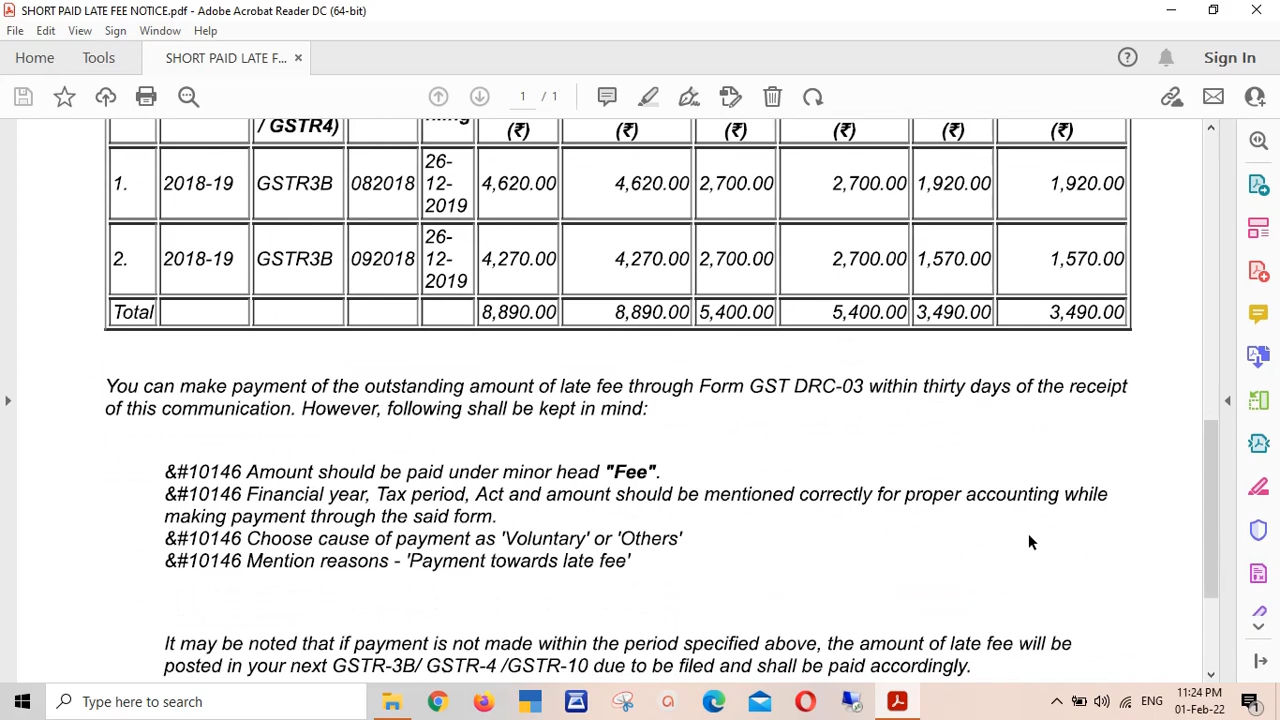 SHORT PAID LATE FEE NOTICE.pdf - Adobe Acrobat Reader DC (64-bit)
File Edit View Sign Window Help
Home Tools SHORT PAID LATE F... × Sign In
1 / 1
/ GSTR4) (₹) (₹) (₹) (₹) (₹) (₹)
26-
1. 2018-19 GSTR3B 082018 12- 4,620.00 4,620.00 2,700.00 2,700.00 1,920.00 1,920.00
2019
26-
2. 2018-19 GSTR3B 092018 12- 4,270.00 4,270.00 2,700.00 2,700.00 1,570.00 1,570.00
2019
Total 8,890.00 8,890.00 5,400.00 5,400.00 3,490.00 3,490.00
You can make payment of the outstanding amount of late fee through Form GST DRC-03 within thirty days of the receipt
of this communication. However, following shall be kept in mind:
&#10146 Amount should be paid under minor head "Fee".
&#10146 Financial year, Tax period, Act and amount should be mentioned correctly for proper accounting while
making payment through the said form.
&#10146 Choose cause of payment as 'Voluntary' or 'Others'
&#10146 Mention reasons - 'Payment towards late fee'
It may be noted that if payment is not made within the period specified above, the amount of late fee will be
posted in your next GSTR-3B/ GSTR-4 /GSTR-10 due to be filed and shall be paid accordingly.
Type here to search
ENG
11:24 PM
01-Feb-22